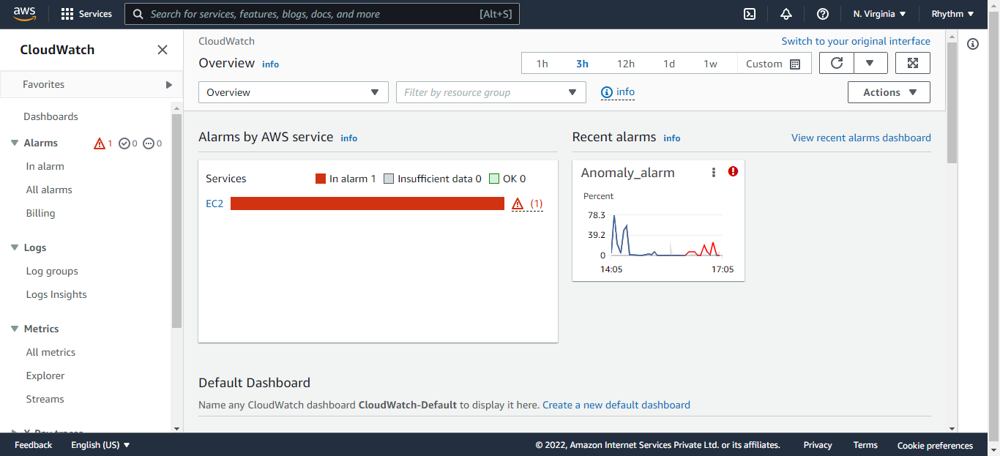 aws Services Search for services, features, blogs, docs, and more [Alt+S] N. Virginia Rhythm
CloudWatch
Favorites
Dashboards
Alarms 1 0 0
In alarm
All alarms
Billing
Logs
Log groups
Logs Insights
Metrics
All metrics
Explorer
Streams
CloudWatch
Switch to your original interface
Overview info
1h 3h 12h 1d 1w Custom
Overview Filter by resource group info Actions
Alarms by AWS service info
Services In alarm 1 Insufficient data 0 OK 0
EC2 (1)
Recent alarms info View recent alarms dashboard
Anomaly_alarm
Percent
78.3
39.2
0
14:05 17:05
Default Dashboard
Name any CloudWatch dashboard CloudWatch-Default to display it here. Create a new default dashboard
Feedback English (US) © 2022, Amazon Internet Services Private Ltd. or its affiliates. Privacy Terms Cookie preferences